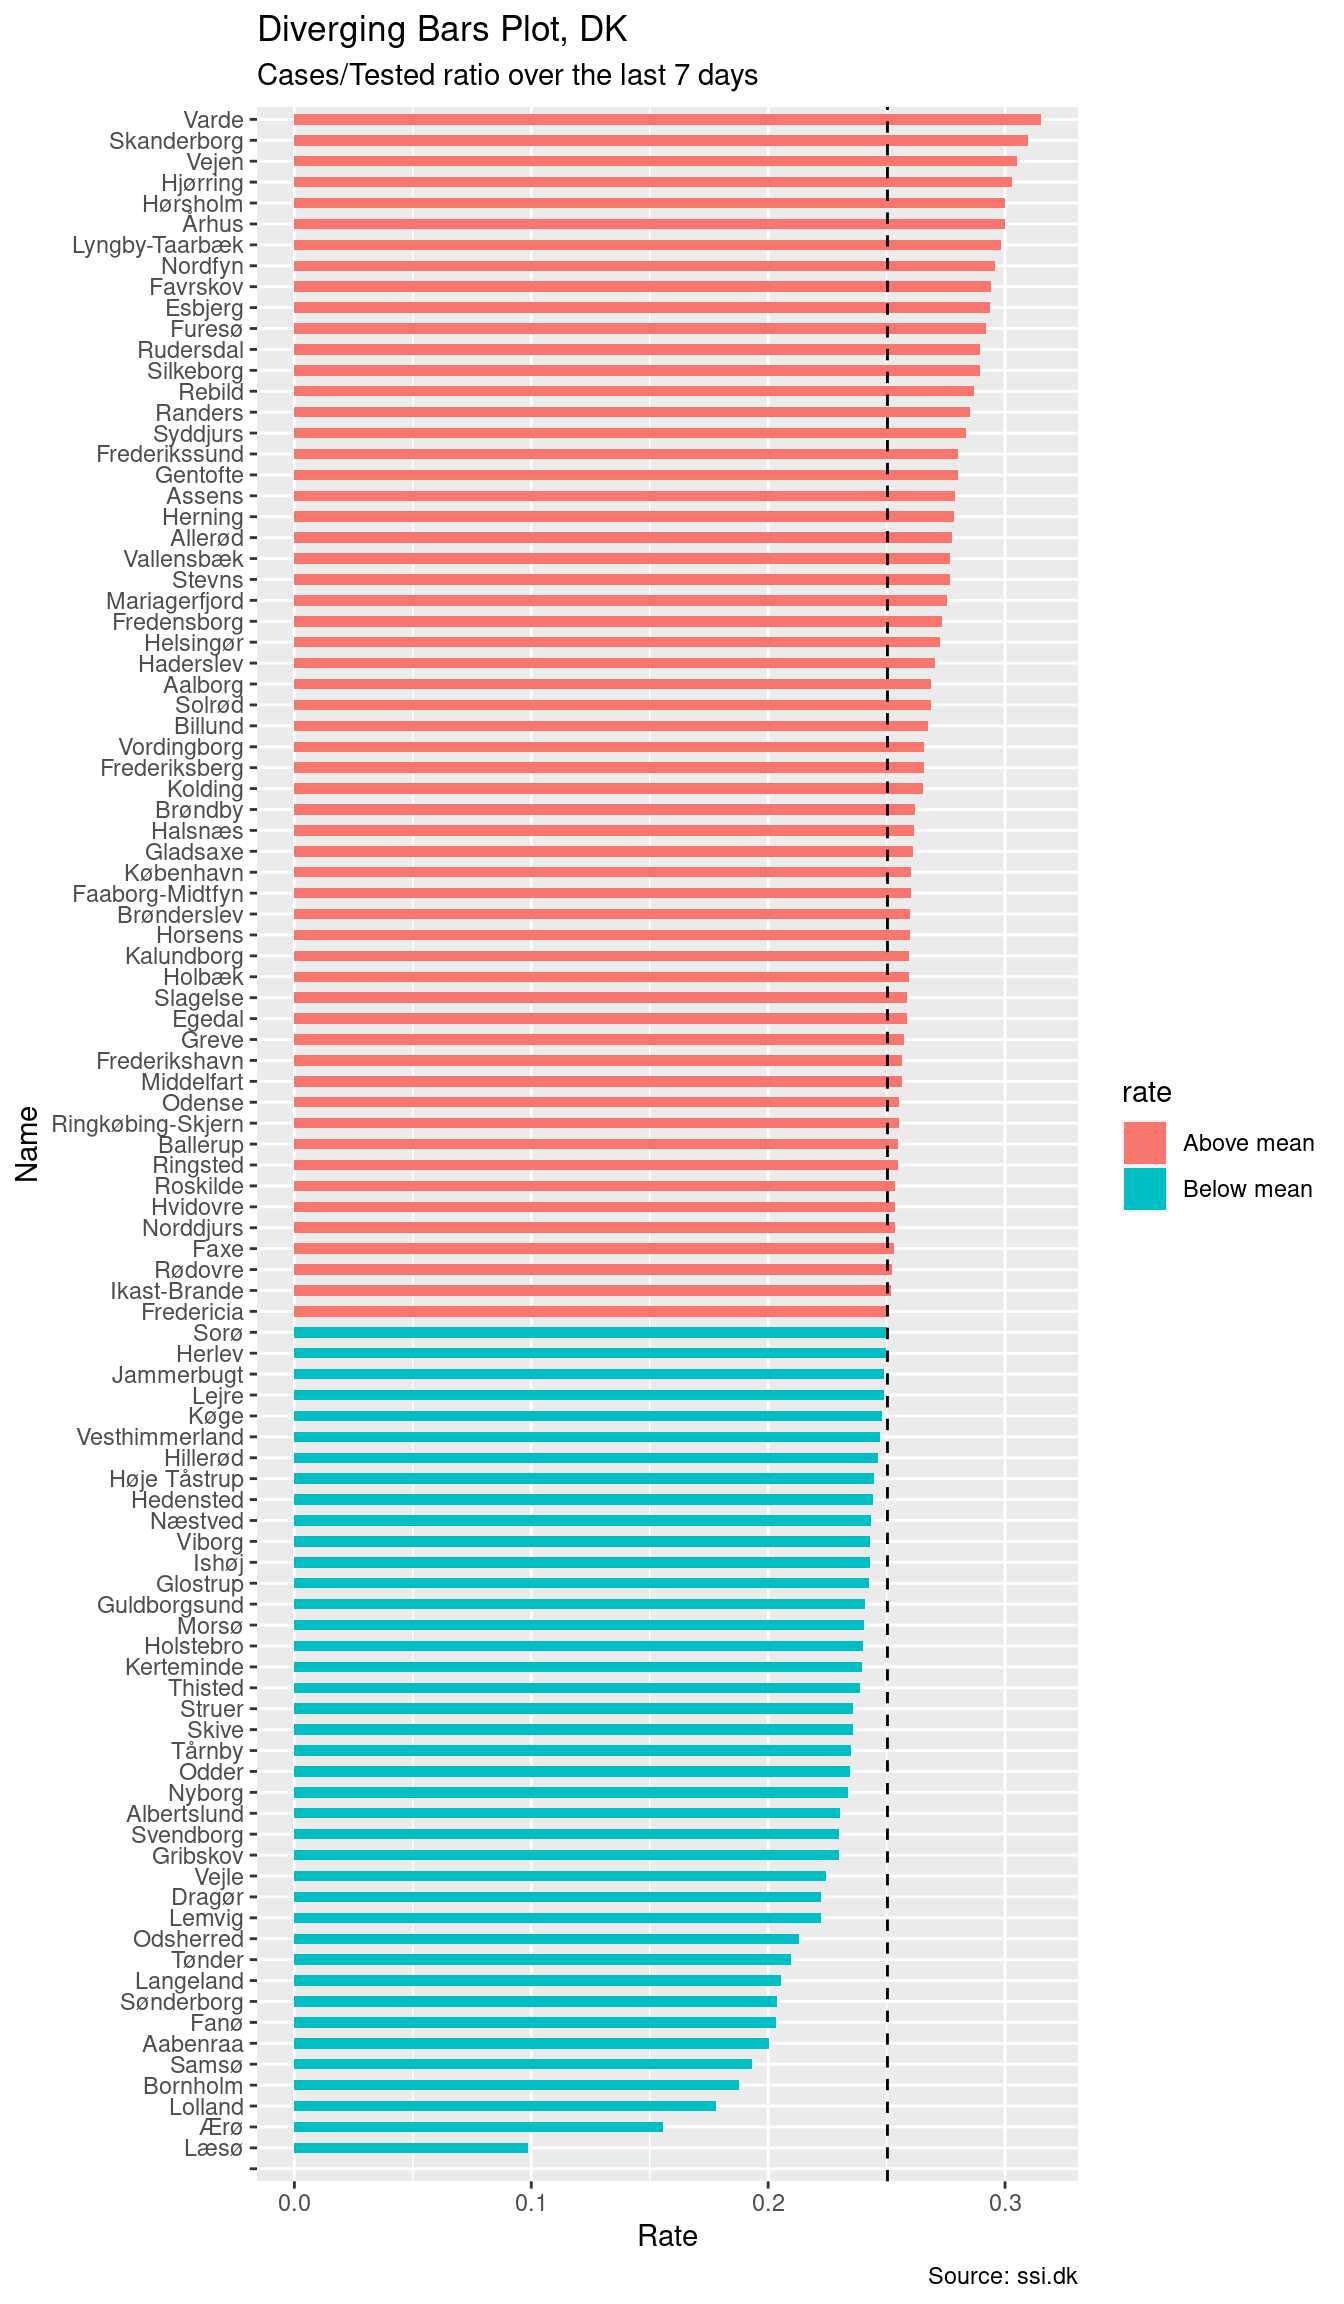 Diverging Bars Plot, DK
Cases/Tested ratio over the last 7 days
Varde
Skanderborg
Vejen
Hjørring
Hørsholm
Århus
Lyngby-Taarbæk
Nordfyn
Favrskov
Esbjerg
Furesø
Rudersdal
Silkeborg
Rebild
Randers
Syddjurs
Frederikssund
Gentofte
Assens
Herning
Allerød
Vallensbæk
Stevns
Mariagerfjord
Fredensborg
Helsingør
Haderslev
Aalborg
Solrød
Billund
Vordingborg
Frederiksberg
Kolding
Brøndby
Halsnæs
Gladsaxe
København
Faaborg-Midtfyn
Brønderslev
Horsens
Kalundborg
Holbæk
Slagelse
Egedal
Greve
Frederikshavn
Middelfart
Odense
Ringkøbing-Skjern
Ballerup
Ringsted
Roskilde
Hvidovre
Norddjurs
Faxe
Rødovre
Ikast-Brande
Fredericia
Sorø
Herlev
Jammerbugt
Lejre
Køge
Vesthimmerland
Hillerød
Høje Tåstrup
Hedensted
Næstved
Viborg
Ishøj
Glostrup
Guldborgsund
Morsø
Holstebro
Kerteminde
Thisted
Struer
Skive
Tårnby
Odder
Nyborg
Albertslund
Svendborg
Gribskov
Vejle
Dragør
Lemvig
Odsherred
Tønder
Langeland
Sønderborg
Fanø
Aabenraa
Samsø
Bornholm
Lolland
Ærø
Læsø
Name
0.0 0.1 0.2 0.3
Rate
rate
Above mean
Below mean
Source: ssi.dk